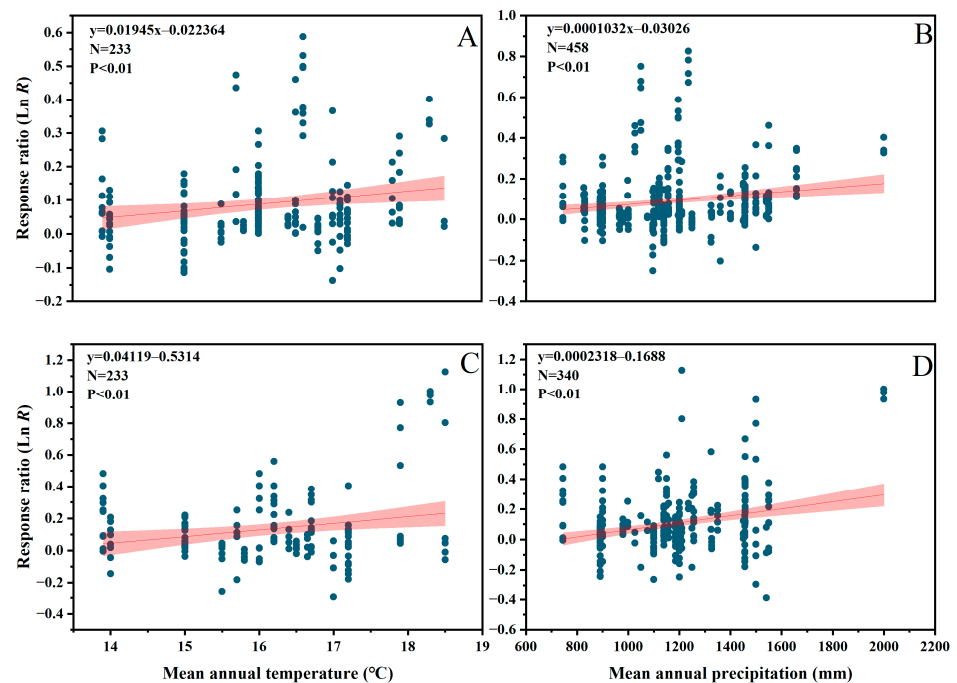 y=0.01945x–0.022364
N=233
P<0.01
A
Response ratio (Ln R)
0.6
0.5
0.4
0.3
0.2
0.1
0.0
−0.1
−0.2
y=0.0001032x–0.03026
N=458
P<0.01
B
1.0
0.8
0.6
0.4
0.2
0.0
−0.2
−0.4
y=0.04119–0.5314
N=233
P<0.01
C
Response ratio (Ln R)
1.2
1.0
0.8
0.6
0.4
0.2
0.0
−0.2
−0.4
14 15 16 17 18 19
Mean annual temperature (℃)
y=0.0002318–0.1688
N=340
P<0.01
D
1.2
1.0
0.8
0.6
0.4
0.2
0.0
−0.2
−0.4
−0.6
600 800 1000 1200 1400 1600 1800 2000 2200
Mean annual precipitation (mm)